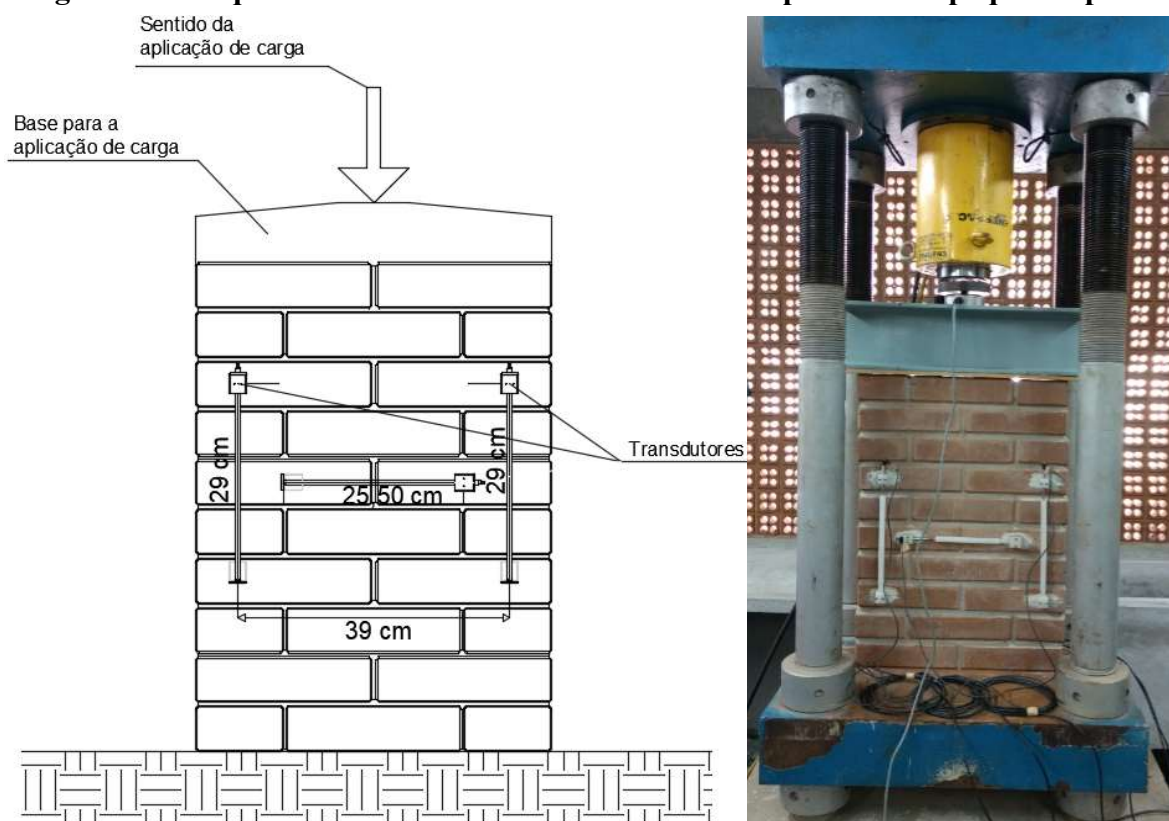 Sentido da
aplicação de carga
Base para a
aplicação de carga
Transdutores
29 cm
29 cm
25,50 cm
39 cm